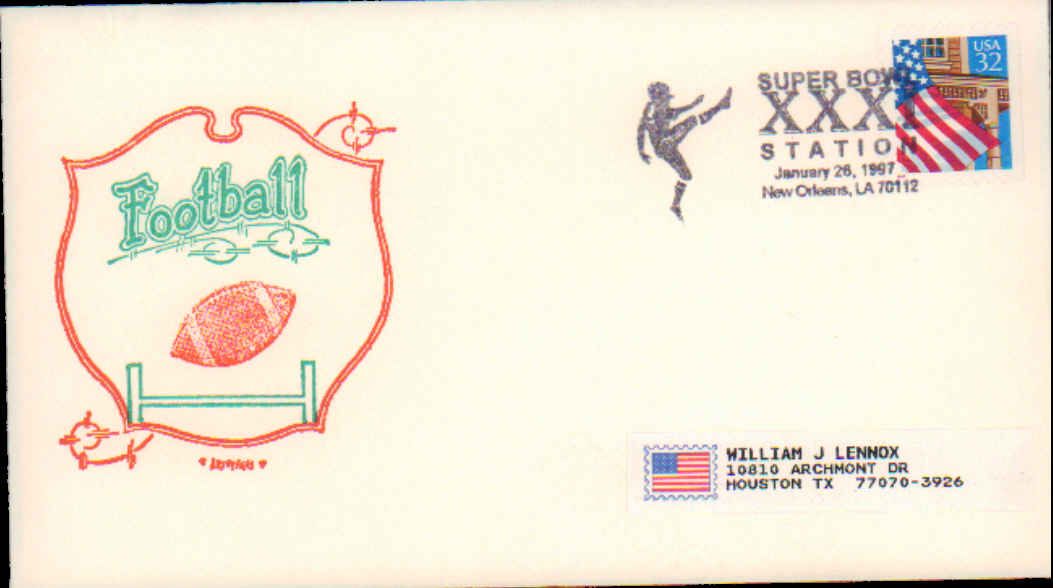 Football
SUPER BOWL
XXXI
STATION
January 26, 1997
New Orleens, LA 70112
USA
32
WILLIAM J LENNOX
10810 ARCHMONT DR
HOUSTON TX 77070-3926